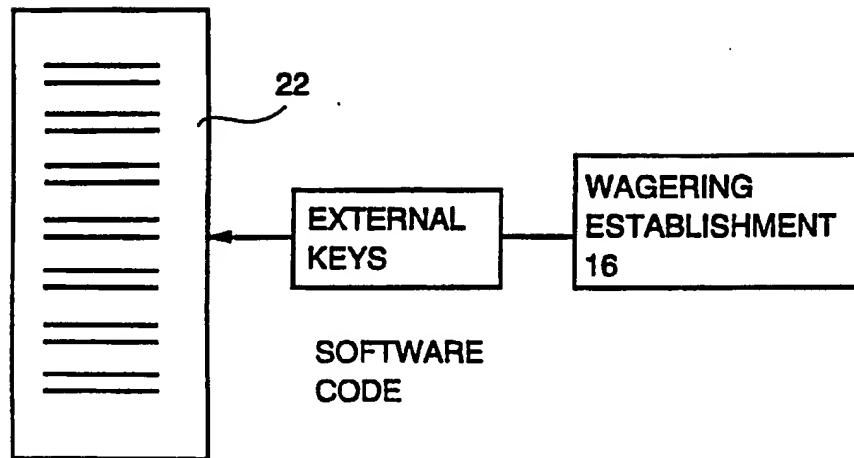 22
EXTERNAL
KEYS
WAGERING
ESTABLISHMENT
16
SOFTWARE
CODE